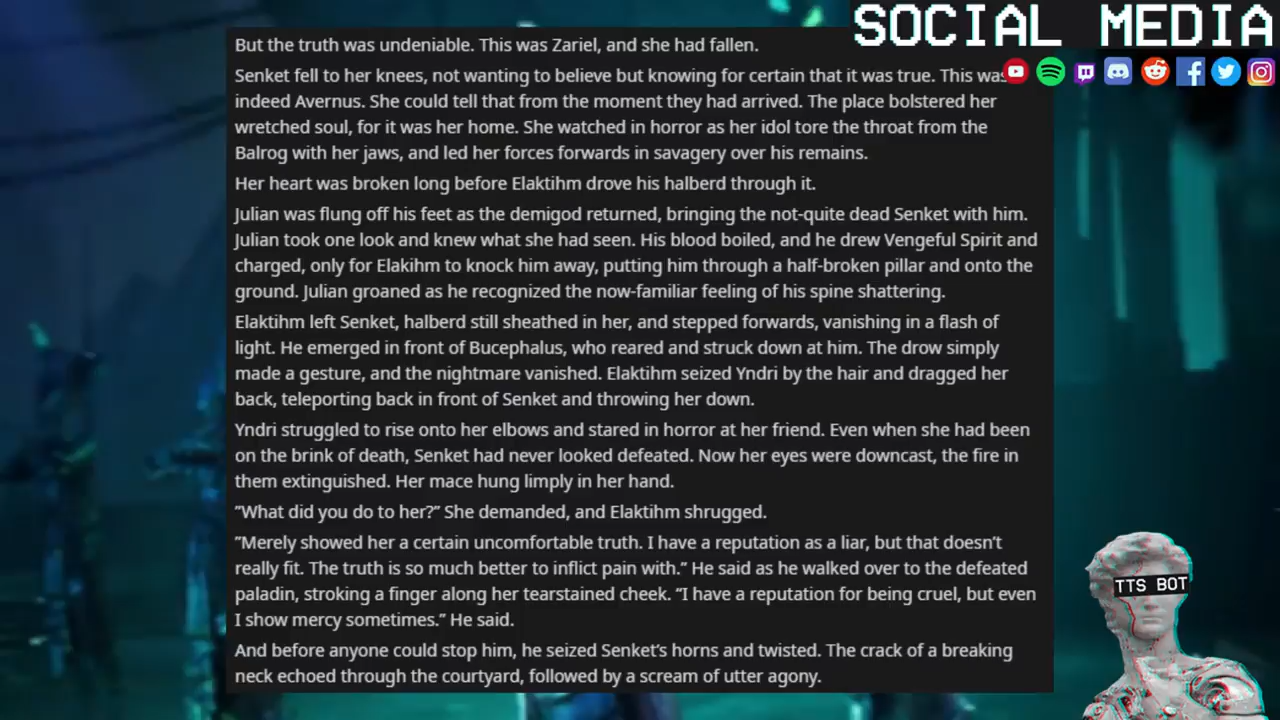 SOCIAL MEDIA
But the truth was undeniable. This was Zariel, and she had fallen.
Senket fell to her knees, not wanting to believe but knowing for certain that it was true. This was
indeed Avernus. She could tell that from the moment they had arrived. The place bolstered her
wretched soul, for it was her home. She watched in horror as her idol tore the throat from the
Balrog with her jaws, and led her forces forwards in savagery over his remains.
Her heart was broken long before Elaktihm drove his halberd through it.
Julian was flung off his feet as the demigod returned, bringing the not-quite dead Senket with him.
Julian took one look and knew what she had seen. His blood boiled, and he drew Vengeful Spirit and
charged, only for Elakihm to knock him away, putting him through a half-broken pillar and onto the
ground. Julian groaned as he recognized the now-familiar feeling of his spine shattering.
Elaktihm left Senket, halberd still sheathed in her, and stepped forwards, vanishing in a flash of
light. He emerged in front of Bucephalus, who reared and struck down at him. The drow simply
made a gesture, and the nightmare vanished. Elaktihm seized Yndri by the hair and dragged her
back, teleporting back in front of Senket and throwing her down.
Yndri struggled to rise onto her elbows and stared in horror at her friend. Even when she had been
on the brink of death, Senket had never looked defeated. Now her eyes were downcast, the fire in
them extinguished. Her mace hung limply in her hand.
”What did you do to her?” She demanded, and Elaktihm shrugged.
”Merely showed her a certain uncomfortable truth. I have a reputation as a liar, but that doesn’t
really fit. The truth is so much better to inflict pain with.” He said as he walked over to the defeated
paladin, stroking a finger along her tearstained cheek. “I have a reputation for being cruel, but even
I show mercy sometimes.” He said.
And before anyone could stop him, he seized Senket’s horns and twisted. The crack of a breaking
neck echoed through the courtyard, followed by a scream of utter agony.
TTS BOT